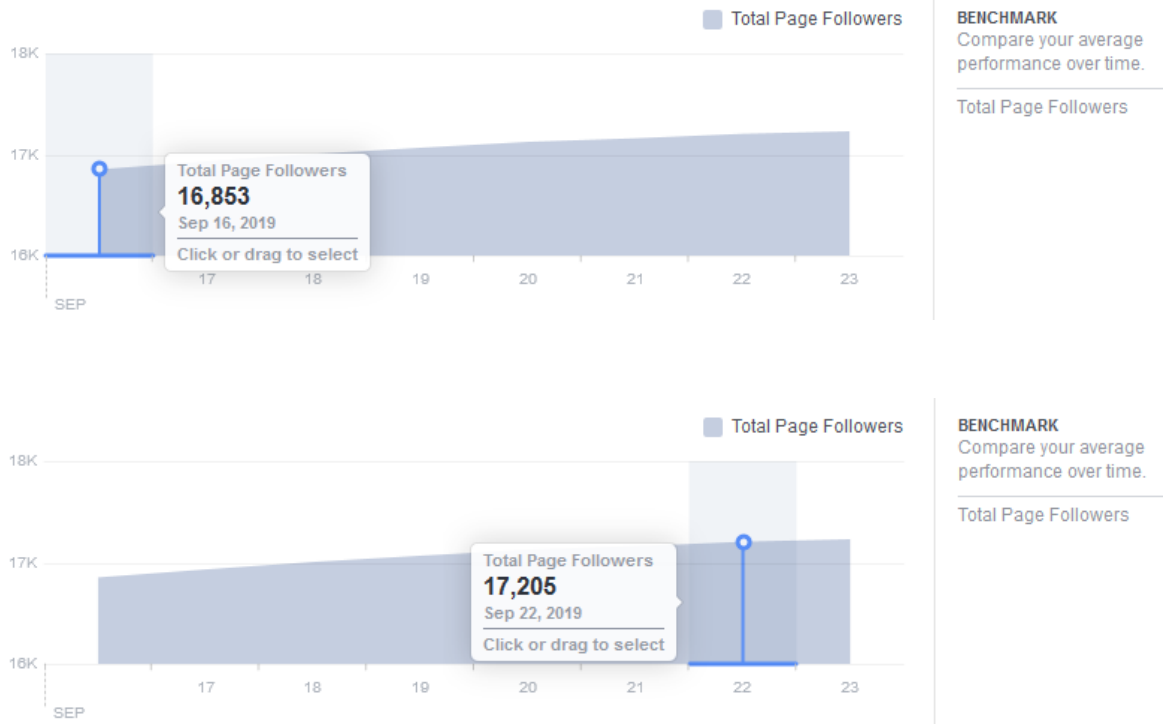 Total Page Followers
BENCHMARK
Compare your average
performance over time.
Total Page Followers
18K
17K
16K
Total Page Followers
16,853
Sep 16, 2019
Click or drag to select
17 18 19 20 21 22 23
SEP
Total Page Followers
BENCHMARK
Compare your average
performance over time.
Total Page Followers
18K
17K
16K
Total Page Followers
17,205
Sep 22, 2019
Click or drag to select
17 18 19 20 21 22 23
SEP